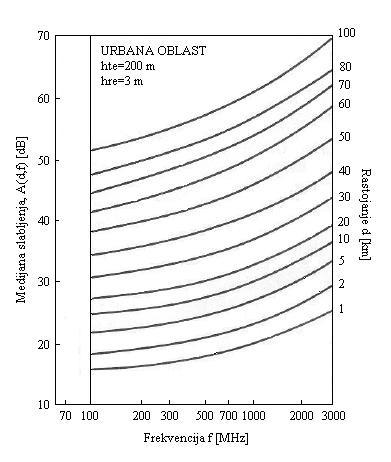 URBANA OBLAST
hte=200 m
hre=3 m
Medijana slabljenja, A(d,f) [dB]
70
60
50
40
30
20
10
100
80
70
60
50
40
30
20
10
5
2
1
Rastojanje d [km]
70 100 200 300 500 700 1000 2000 3000
Frekvencija f [MHz]